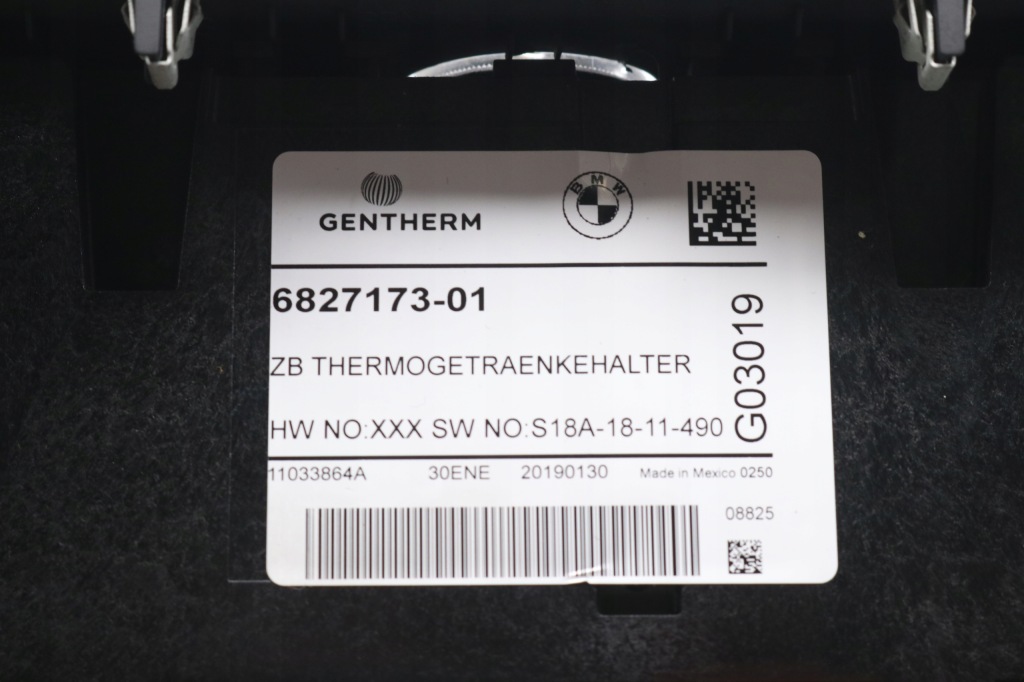 GENTHERM
BMW
6827173-01
ZB THERMOGETRAENKEHALTER
HW NO:XXX SW NO:S18A-18-11-490
G03019
11033864A 30ENE 20190130 Made in Mexico 0250
08825